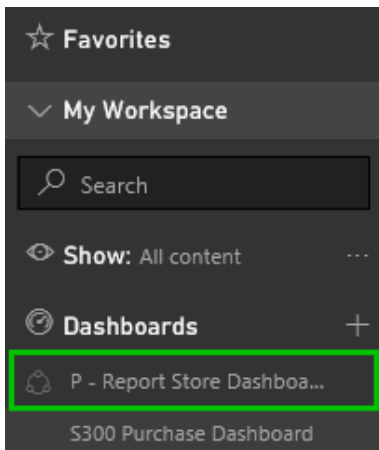 Favorites
My Workspace
Search
Show: All content ...
Dashboards +
P - Report Store Dashboa...
S300 Purchase Dashboard